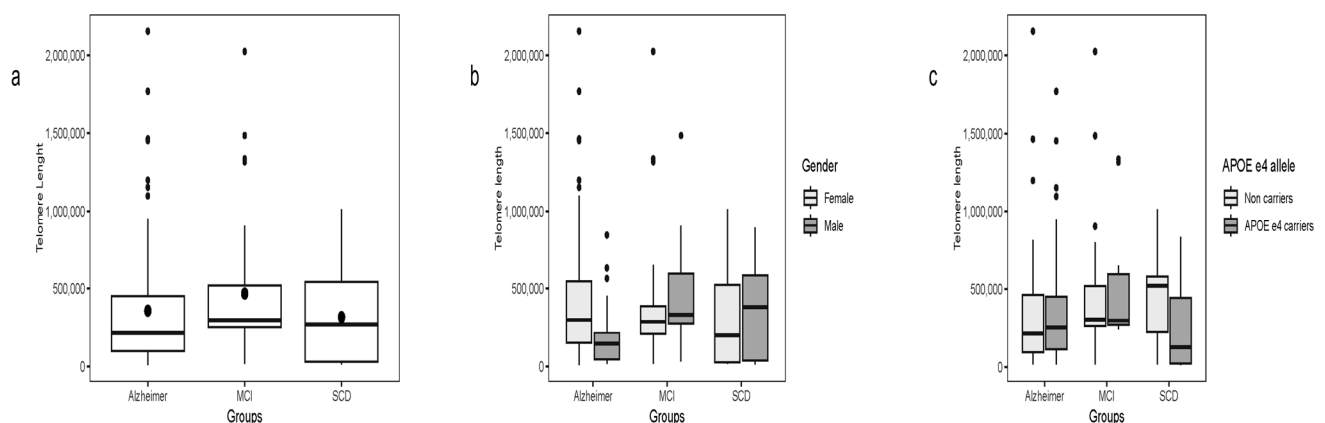 a
Telomere Lenght
2,000,000
1,500,000
1,000,000
500,000
0
Alzheimer MCI SCD
Groups
b
Telomere length
2,000,000
1,500,000
1,000,000
500,000
0
Alzheimer MCI SCD
Groups
Gender
Female
Male
c
Telomere length
2,000,000
1,500,000
1,000,000
500,000
0
Alzheimer MCI SCD
Groups
APOE e4 allele
Non carriers
APOE e4 carriers